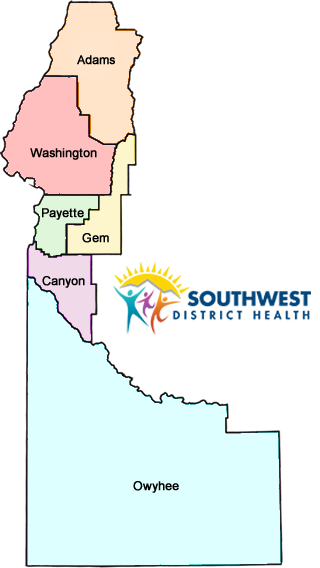 Adams
Washington
Payette
Gem
Canyon
SOUTHWEST
DISTRICT HEALTH
Owyhee